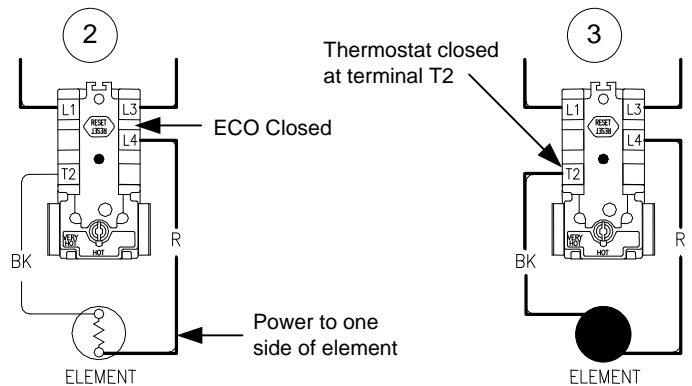 2
L1
L3
RESET
RESET
ECO Closed
L4
T2
VERY
HOT
HOT
BK
R
Power to one
side of element
ELEMENT
Thermostat closed
at terminal T2
3
L1
L3
RESET
RESET
L4
T2
VERY
HOT
HOT
BK
R
ELEMENT